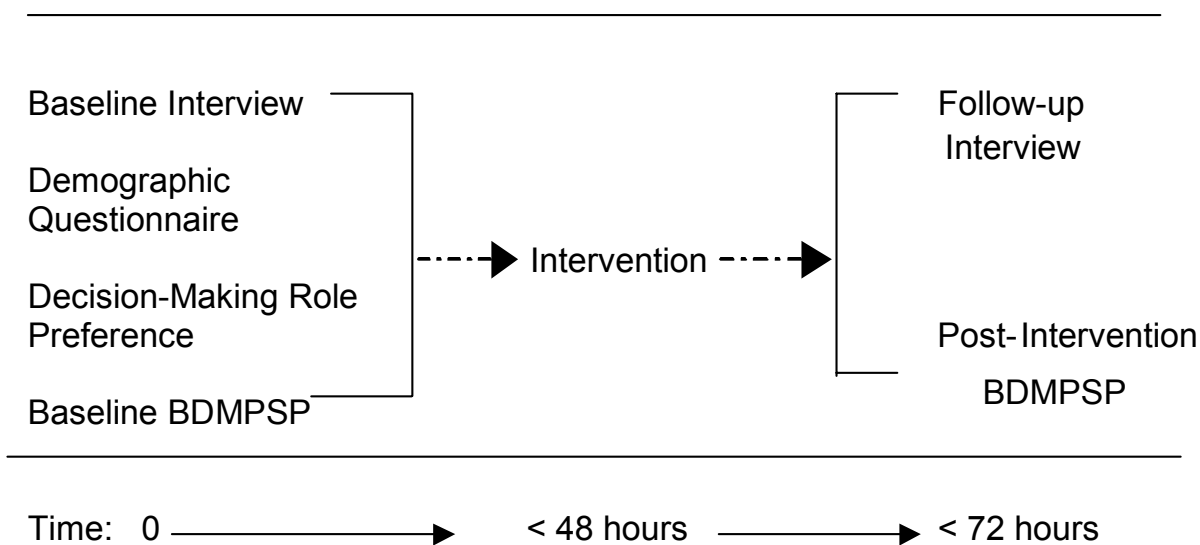 Baseline Interview
Demographic
Questionnaire
Decision-Making Role
Preference
Baseline BDMPSP
Intervention
Follow-up
Interview
Post-Intervention
BDMPSP
Time: 0 < 48 hours < 72 hours